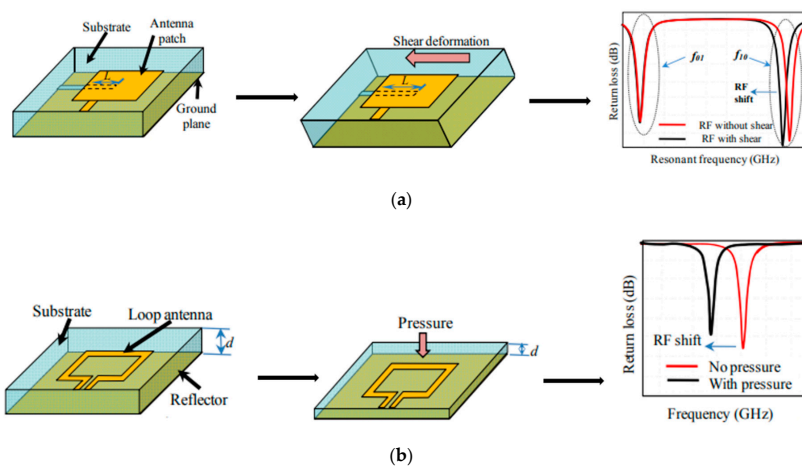 Substrate
Antenna
patch
L
Ground
plane
Shear deformation
L
Return loss (dB)
f01
f10
RF
shift
RF without shear
RF with shear
Resonant frequency (GHz)
(a)
Substrate
Loop antenna
d
Reflector
Pressure
d
Return loss (dB)
RF shift
No pressure
With pressure
Frequency (GHz)
(b)